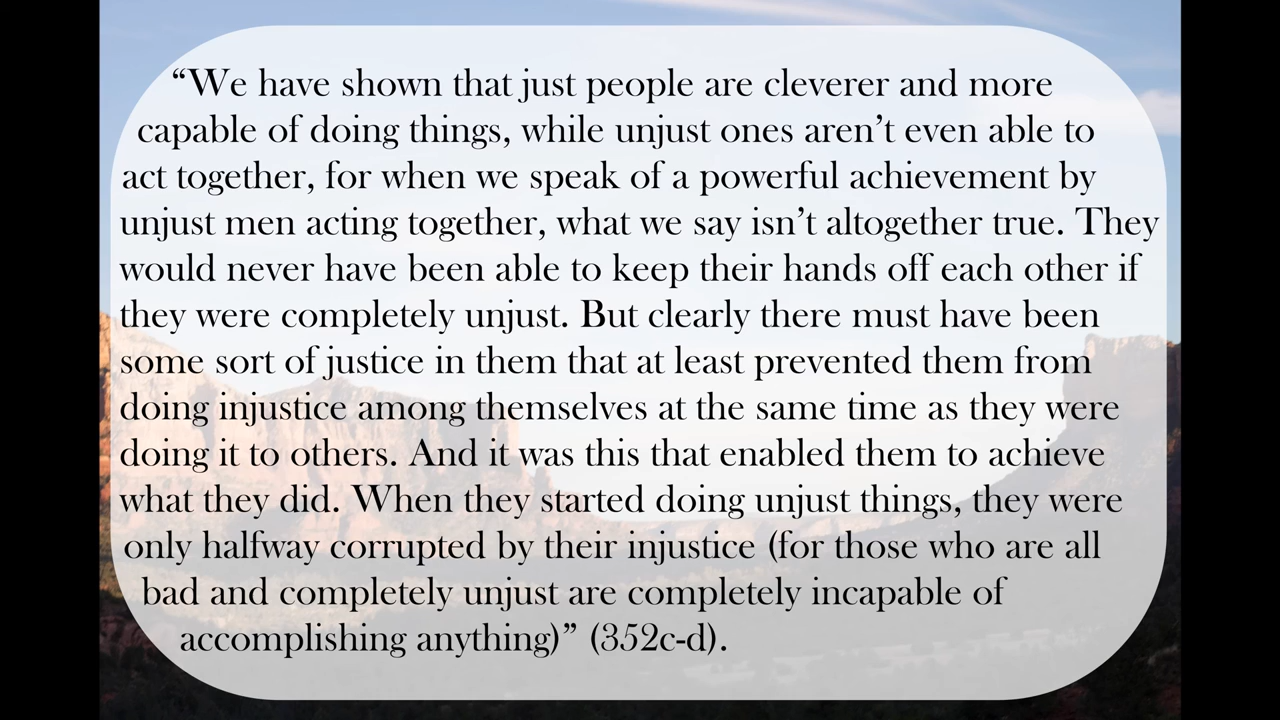 “We have shown that just people are cleverer and more
capable of doing things, while unjust ones aren’t even able to
act together, for when we speak of a powerful achievement by
unjust men acting together, what we say isn’t altogether true. They
would never have been able to keep their hands off each other if
they were completely unjust. But clearly there must have been
some sort of justice in them that at least prevented them from
doing injustice among themselves at the same time as they were
doing it to others. And it was this that enabled them to achieve
what they did. When they started doing unjust things, they were
only halfway corrupted by their injustice (for those who are all
bad and completely unjust are completely incapable of
accomplishing anything)” (352c-d).